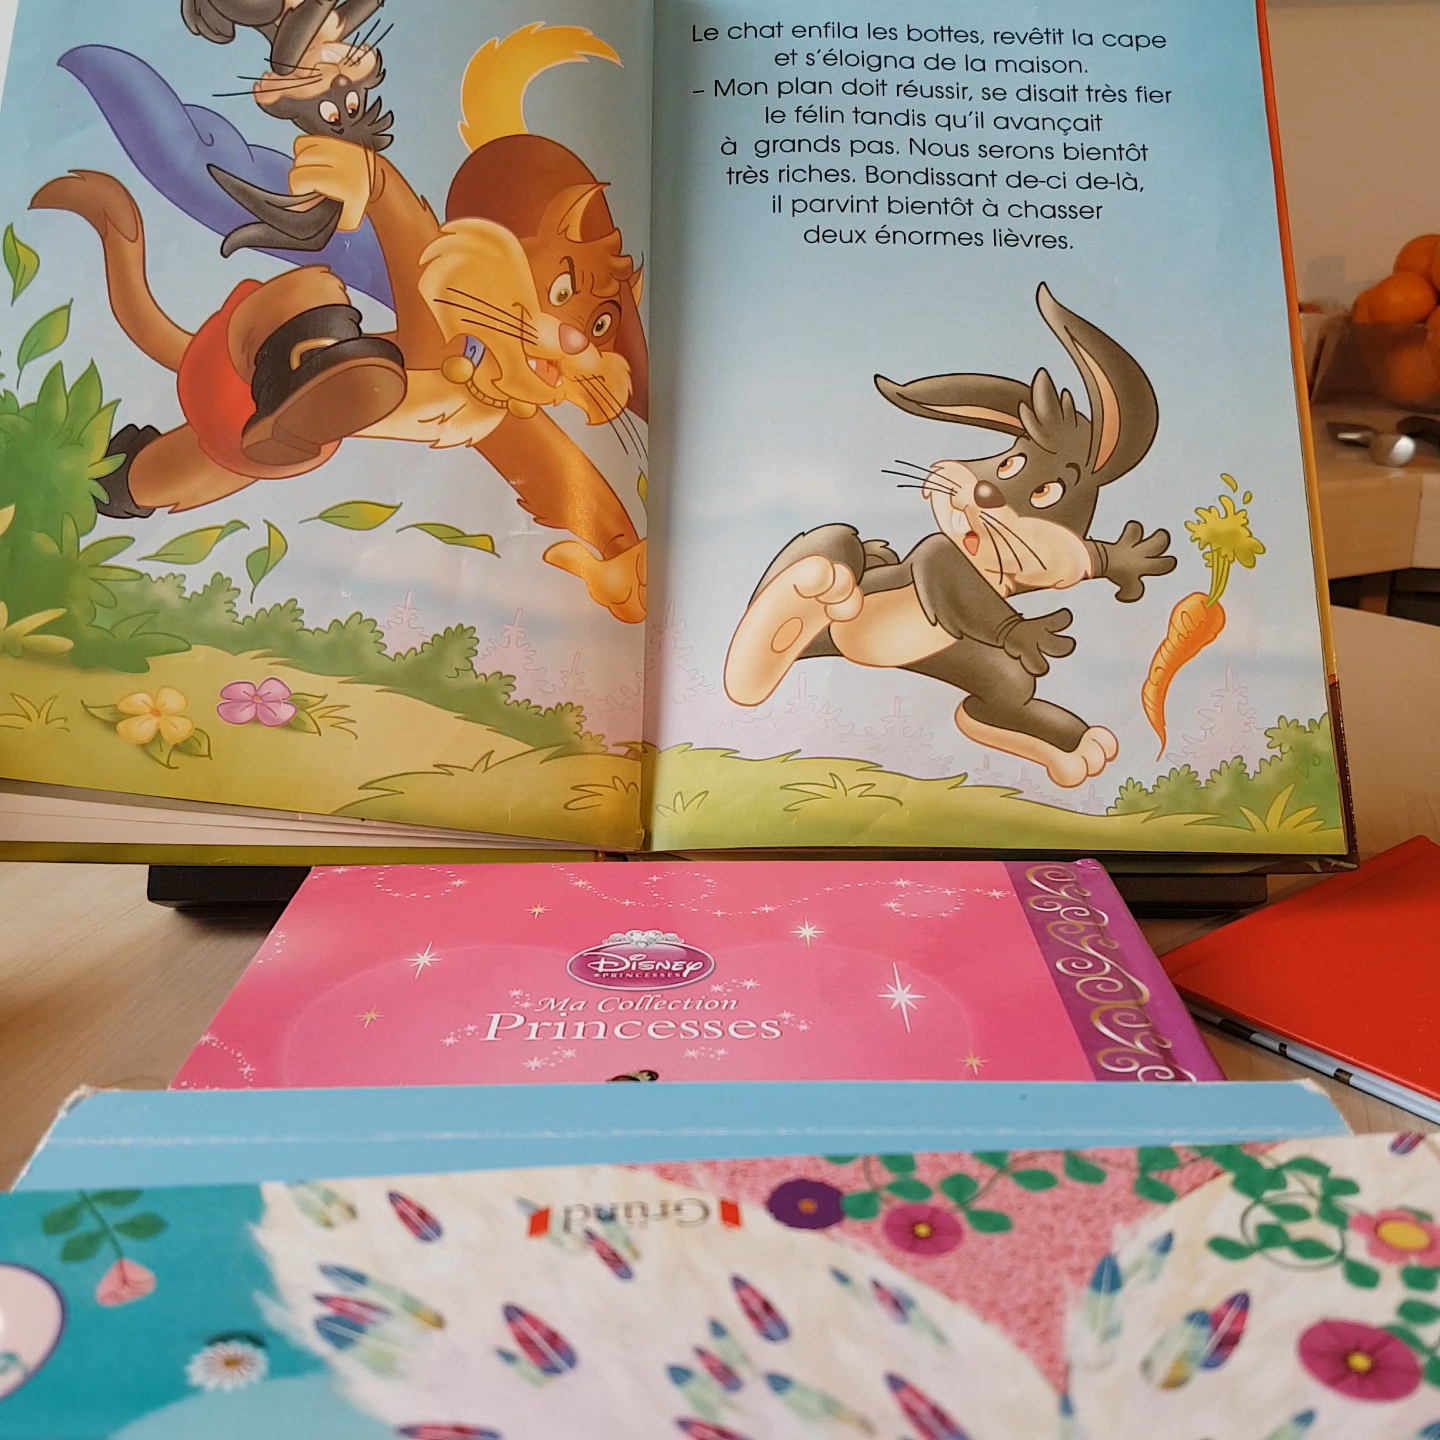 Le chat enfila les bottes, revêtit la cape
et s'éloigna de la maison.
– Mon plan doit réussir, se disait très fier
le félin tandis qu'il avançait
à grands pas. Nous serons bientôt
très riches. Bondissant de-ci de-là,
il parvint bientôt à chasser
deux énormes lièvres.
Disney
PRINCESSES
Ma Collection
Princesses
Gründ